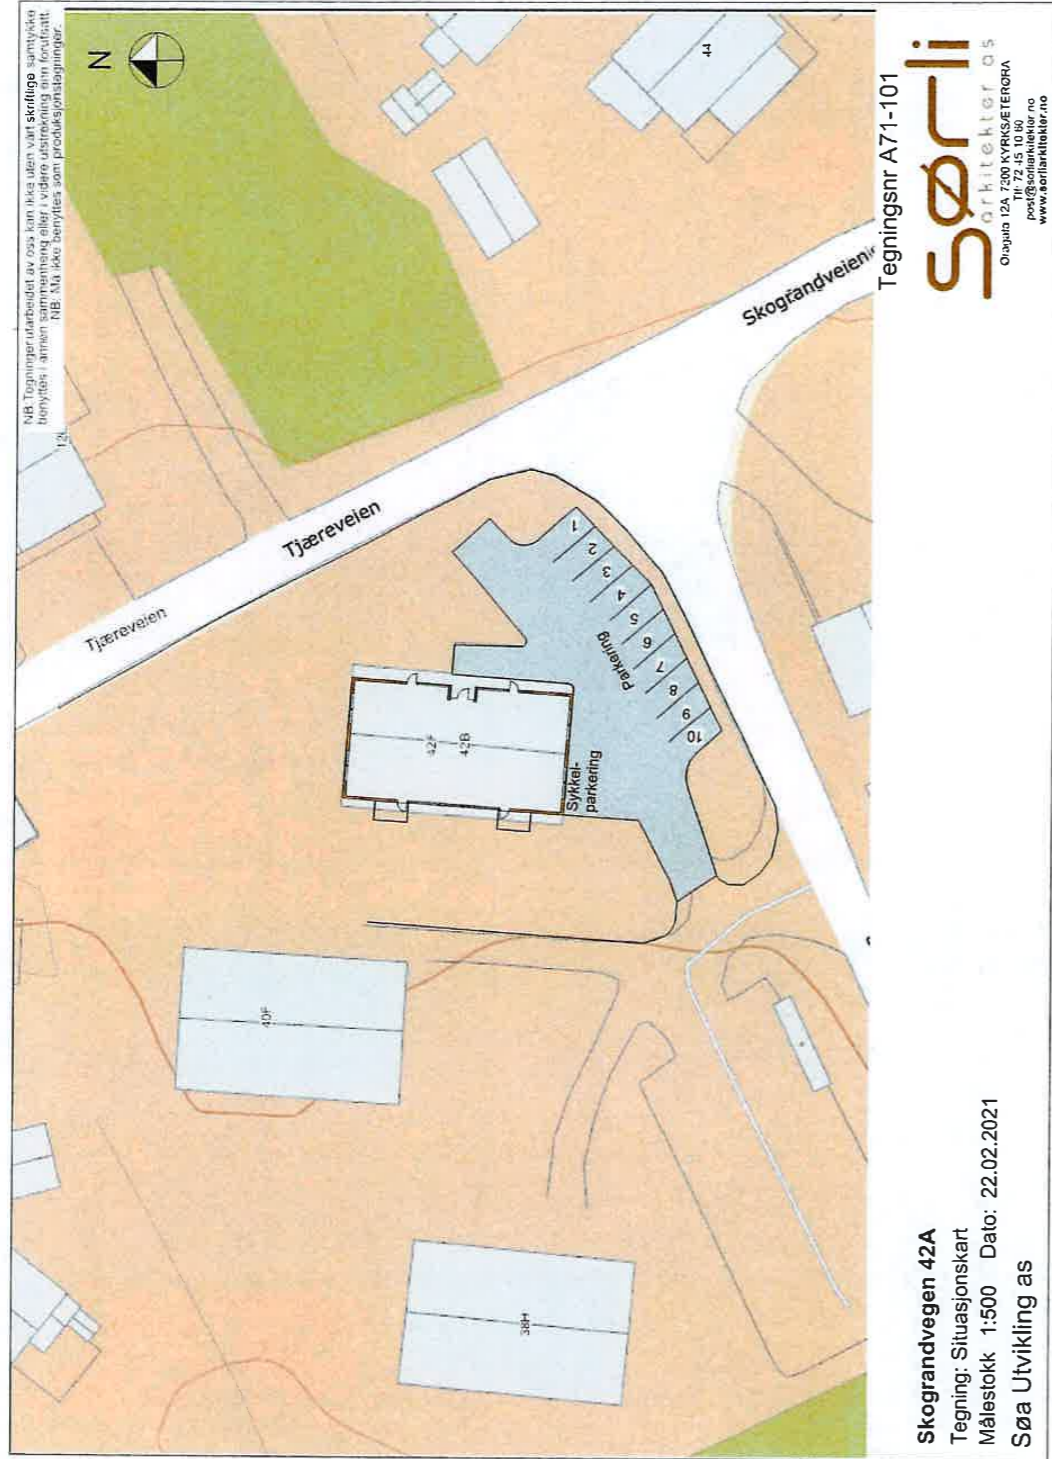 NB: Tegninger utarbeidet av oss kan ikke uten vårt skriftlige samtykke
benyttes i annen sammenheng eller i videre utstrekning enn forutsatt.
NB: Må ikke benyttes som produksjonstegninger.
N
44
Tjæreveien
Tjæreveien
Skograndveien
42F
42B
40F
38H
Sykkel-
parkering
Parkering
1
2
3
4
5
6
7
8
9
10
Skograndvegen 42A
Tegning: Situasjonskart
Målestokk 1:500 Dato: 22.02.2021
Søa Utvikling as
Tegningsnr A71-101
sørli
arkitekter as
12A 7200 KYRKSÆTERØRA
Tlf: 72 45 10 60
post@sorliarkitekter.no
www.sorliarkitekter.no